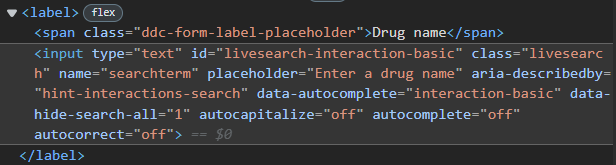 <label> flex
<span class="ddc-form-label-placeholder">Drug name</span>
<input type="text" id="livesearch-interaction-basic" class="livesearc
h" name="searchterm" placeholder="Enter a drug name" aria-describedby=
"hint-interactions-search" data-autocomplete="interaction-basic" data-
hide-search-all="1" autocapitalize="off" autocomplete="off"
autocorrect="off"> == $0
</label>